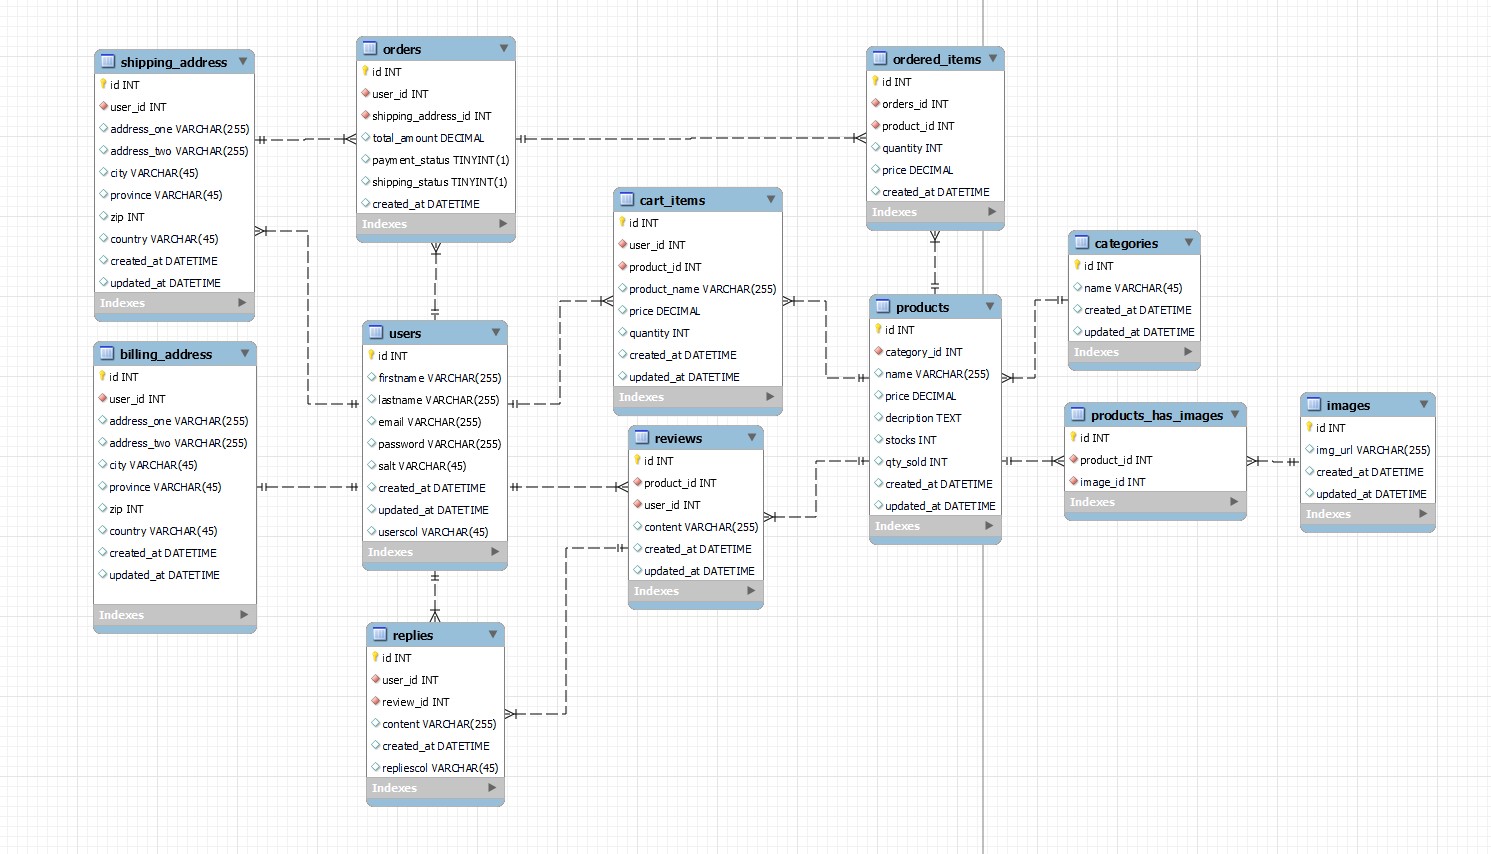 shipping_address
id INT
user_id INT
address_one VARCHAR(255)
address_two VARCHAR(255)
city VARCHAR(45)
province VARCHAR(45)
zip INT
country VARCHAR(45)
created_at DATETIME
updated_at DATETIME
Indexes
billing_address
id INT
user_id INT
address_one VARCHAR(255)
address_two VARCHAR(255)
city VARCHAR(45)
province VARCHAR(45)
zip INT
country VARCHAR(45)
created_at DATETIME
updated_at DATETIME
Indexes
orders
id INT
user_id INT
shipping_address_id INT
total_amount DECIMAL
payment_status TINYINT(1)
shipping_status TINYINT(1)
created_at DATETIME
Indexes
users
id INT
firstname VARCHAR(255)
lastname VARCHAR(255)
email VARCHAR(255)
password VARCHAR(255)
salt VARCHAR(45)
created_at DATETIME
updated_at DATETIME
userscol VARCHAR(45)
Indexes
replies
id INT
user_id INT
review_id INT
content VARCHAR(255)
created_at DATETIME
repliescol VARCHAR(45)
Indexes
cart_items
id INT
user_id INT
product_id INT
product_name VARCHAR(255)
price DECIMAL
quantity INT
created_at DATETIME
updated_at DATETIME
Indexes
reviews
id INT
product_id INT
user_id INT
content VARCHAR(255)
created_at DATETIME
updated_at DATETIME
Indexes
ordered_items
id INT
orders_id INT
product_id INT
quantity INT
price DECIMAL
created_at DATETIME
Indexes
products
id INT
category_id INT
name VARCHAR(255)
price DECIMAL
decription TEXT
stocks INT
qty_sold INT
created_at DATETIME
updated_at DATETIME
Indexes
categories
id INT
name VARCHAR(45)
created_at DATETIME
updated_at DATETIME
Indexes
products_has_images
id INT
product_id INT
image_id INT
Indexes
images
id INT
img_url VARCHAR(255)
created_at DATETIME
updated_at DATETIME
Indexes